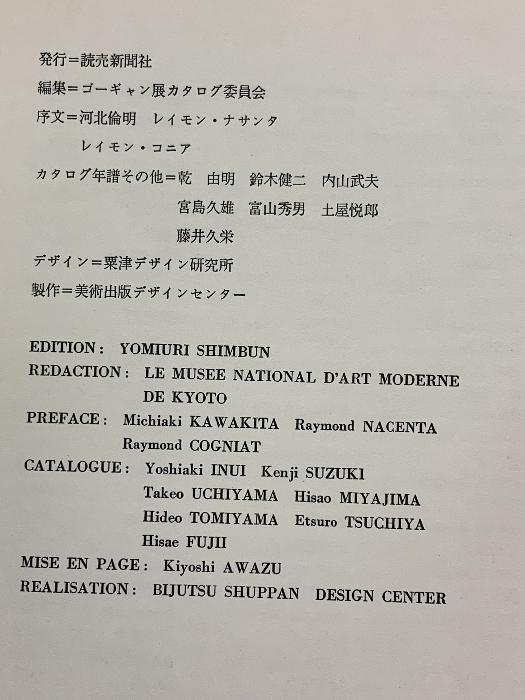 発行=読売新聞社
編集=ゴーギャン展カタログ委員会
序文=河北倫明 レイモン・ナサンタ
レイモン・コニア
カタログ年譜その他=乾 由明 鈴木健二 内山武夫
宮島久雄 富山秀男 土屋悦郎
藤井久栄
デザイン=粟津デザイン研究所
製作=美術出版デザインセンター
EDITION: YOMIURI SHIMBUN
REDACTION: LE MUSEE NATIONAL D'ART MODERNE
DE KYOTO
PREFACE: Michiaki KAWAKITA Raymond NACENTA
Raymond COGNIAT
CATALOGUE: Yoshiaki INUI Kenji SUZUKI
Takeo UCHIYAMA Hisao MIYAJIMA
Hideo TOMIYAMA Etsuro TSUCHIYA
Hisae FUJII
MISE EN PAGE: Kiyoshi AWAZU
REALISATION: BIJUTSU SHUPPAN DESIGN CENTER